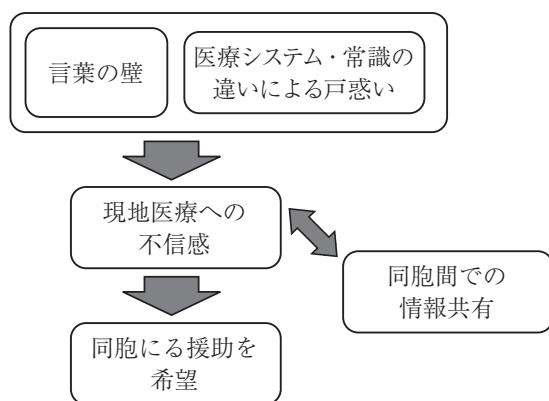 言葉の壁
医療システム・常識の
違いによる戸惑い
現地医療への
不信感
同胞間での
情報共有
同胞にる援助を
希望